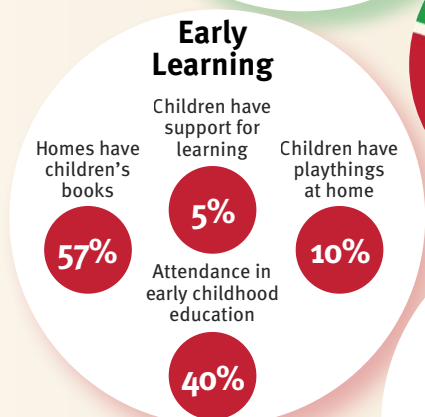 Early
Learning
Children have
support for
learning
5%
Homes have
children's
books
57%
Children have
playthings
at home
10%
Attendance in
early childhood
education
40%